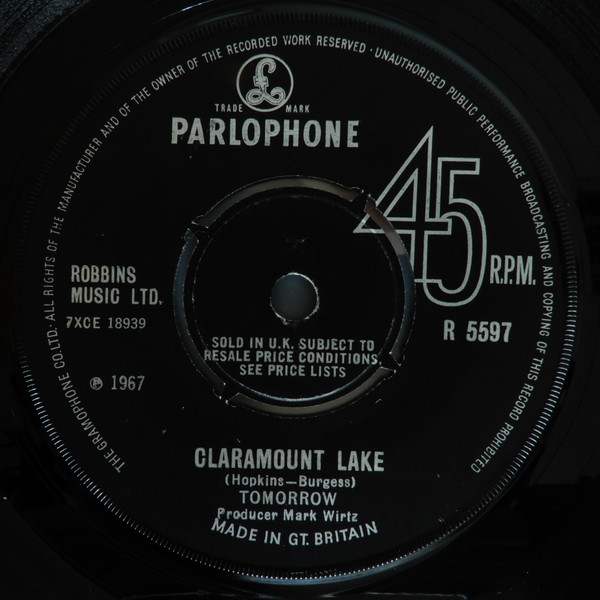 THE GRAMOPHONE CO.LTD. ALL RIGHTS OF THE MANUFACTURER AND OF THE OWNER OF THE RECORDED WORK RESERVED · UNAUTHORISED PUBLIC PERFORMANCE BROADCASTING AND COPYING OF THIS RECORD PROHIBITED
£
TRADE MARK
PARLOPHONE
45
R.P.M.
ROBBINS
MUSIC LTD.
7XCE 18939
R 5597
SOLD IN U.K. SUBJECT TO
RESALE PRICE CONDITIONS,
SEE PRICE LISTS
℗ 1967
CLARAMOUNT LAKE
(Hopkins—Burgess)
TOMORROW
Producer Mark Wirtz
MADE IN GT. BRITAIN